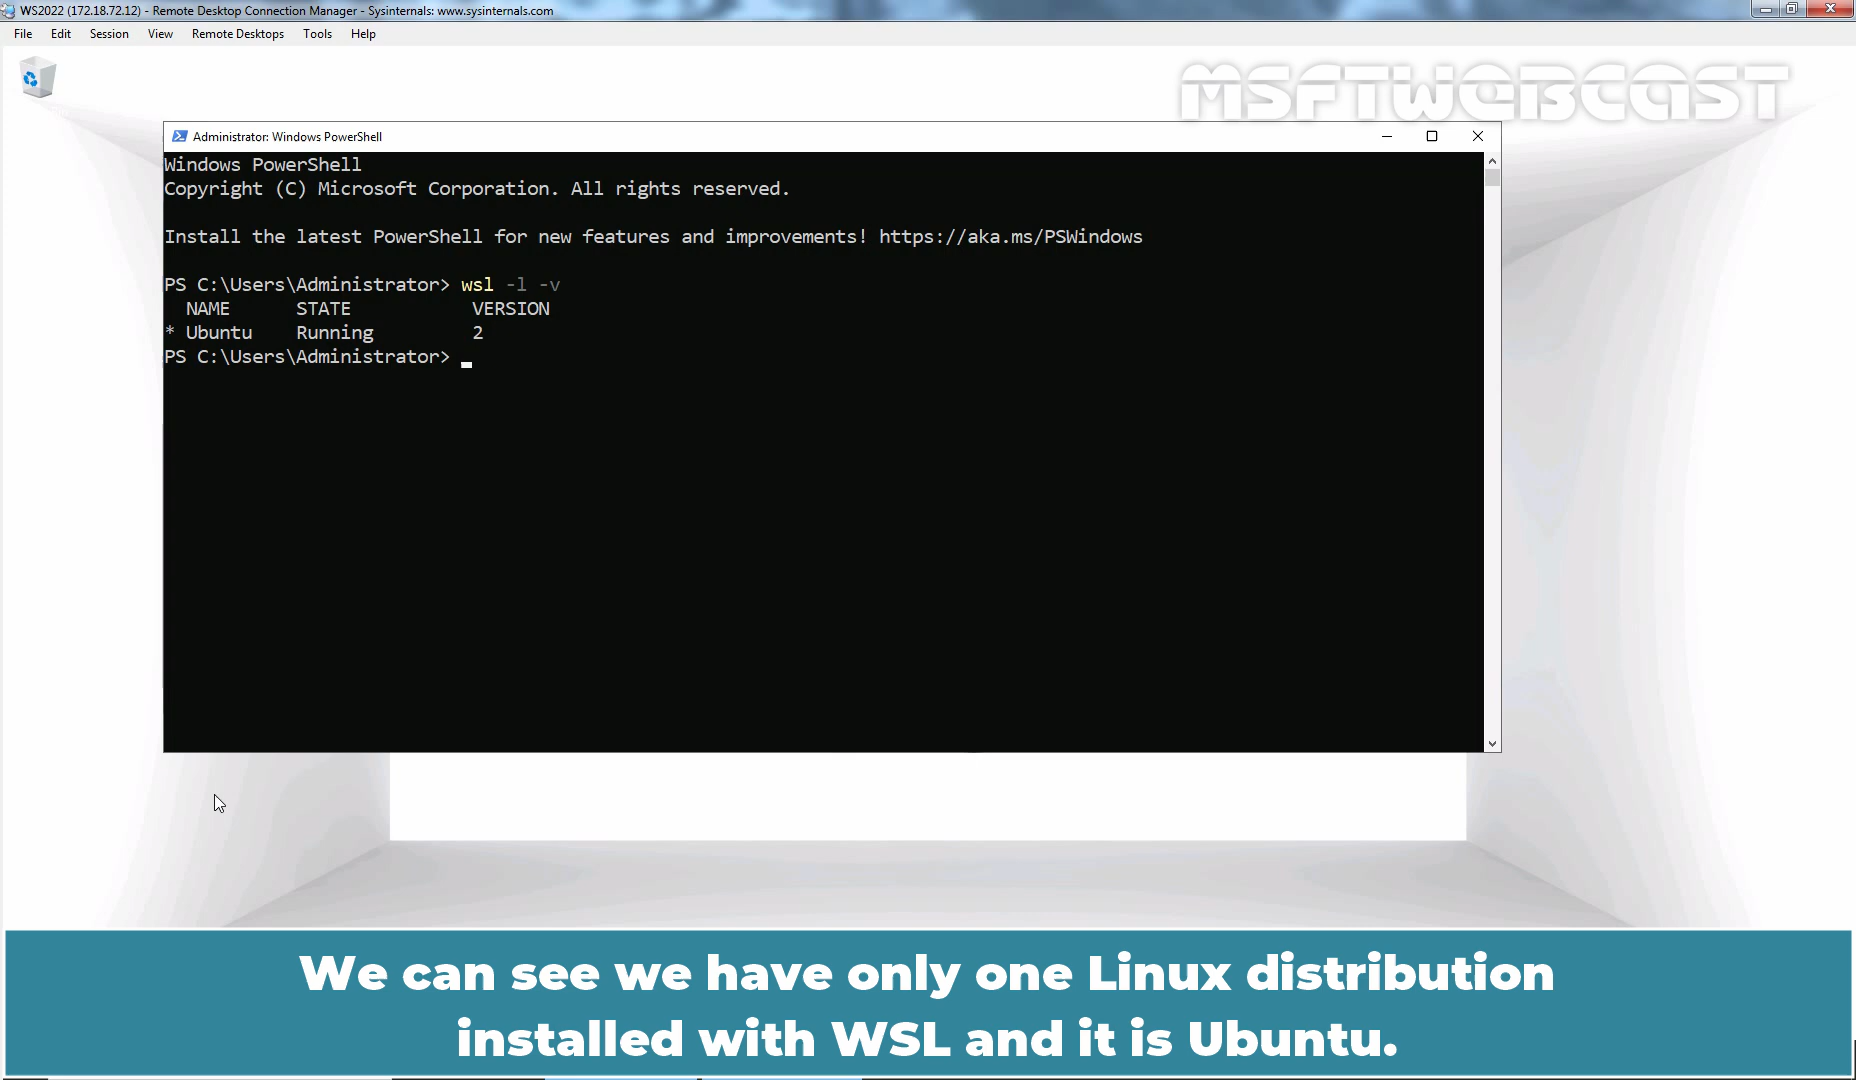 WS2022 (172.18.72.12) - Remote Desktop Connection Manager - Sysinternals: www.sysinternals.com
File Edit Session View Remote Desktops Tools Help
MSFTWEBCAST
Administrator: Windows PowerShell
Windows PowerShell
Copyright (C) Microsoft Corporation. All rights reserved.
Install the latest PowerShell for new features and improvements! https://aka.ms/PSWindows
PS C:\Users\Administrator> wsl -l -v
NAME STATE VERSION
* Ubuntu Running 2
PS C:\Users\Administrator>
We can see we have only one Linux distribution
installed with WSL and it is Ubuntu.